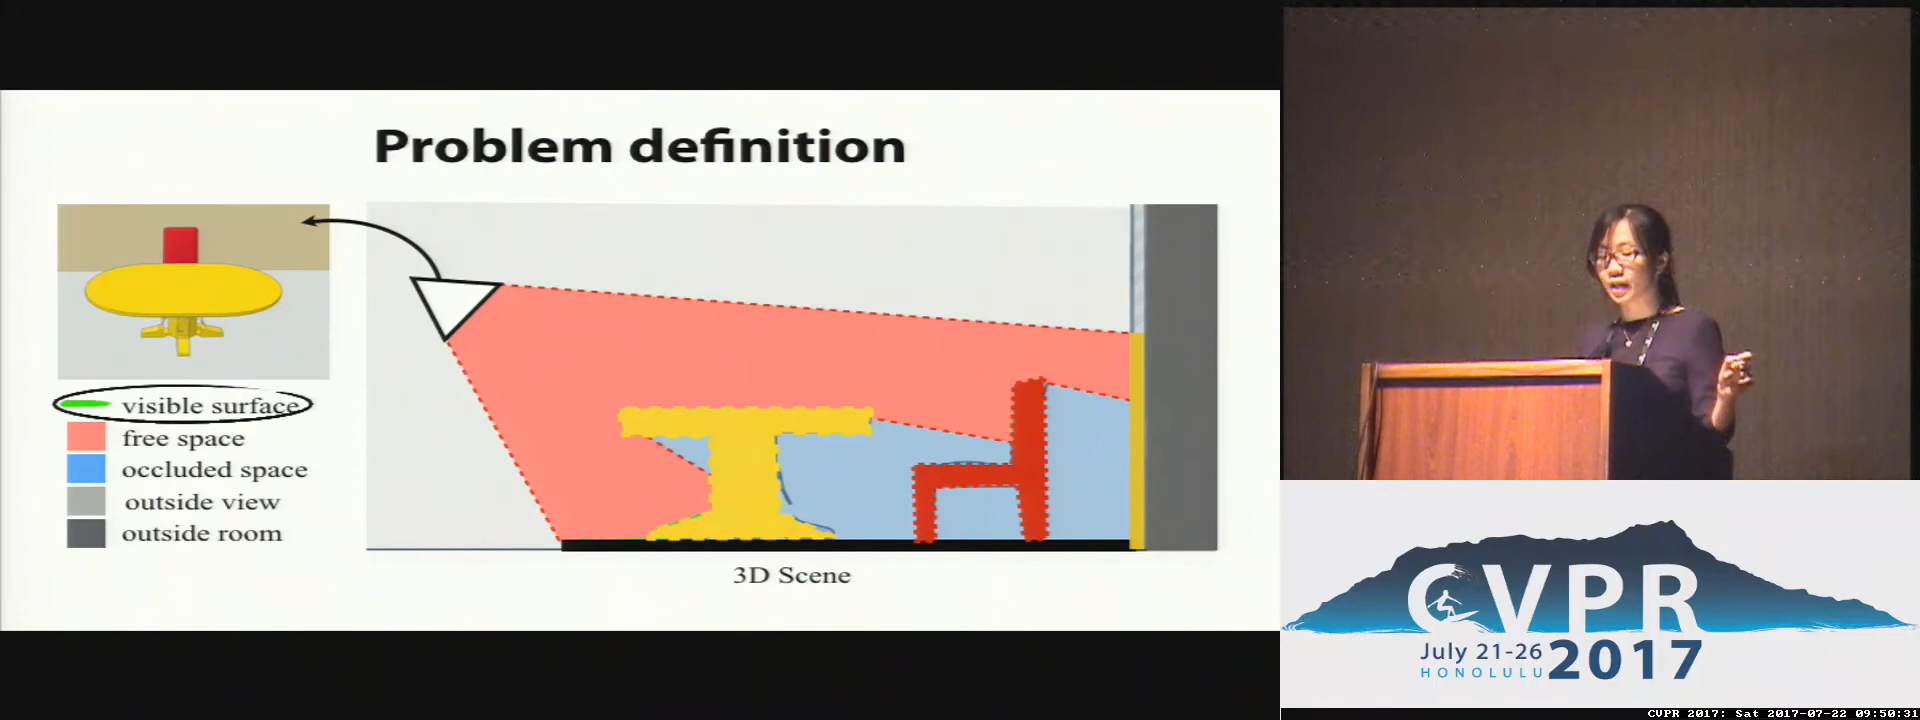 Problem definition
visible surface
free space
occluded space
outside view
outside room
3D Scene
CVPR
July 21-26
HONOLULU
2017
CVPR 2017: Sat 2017-07-22 09:50:31